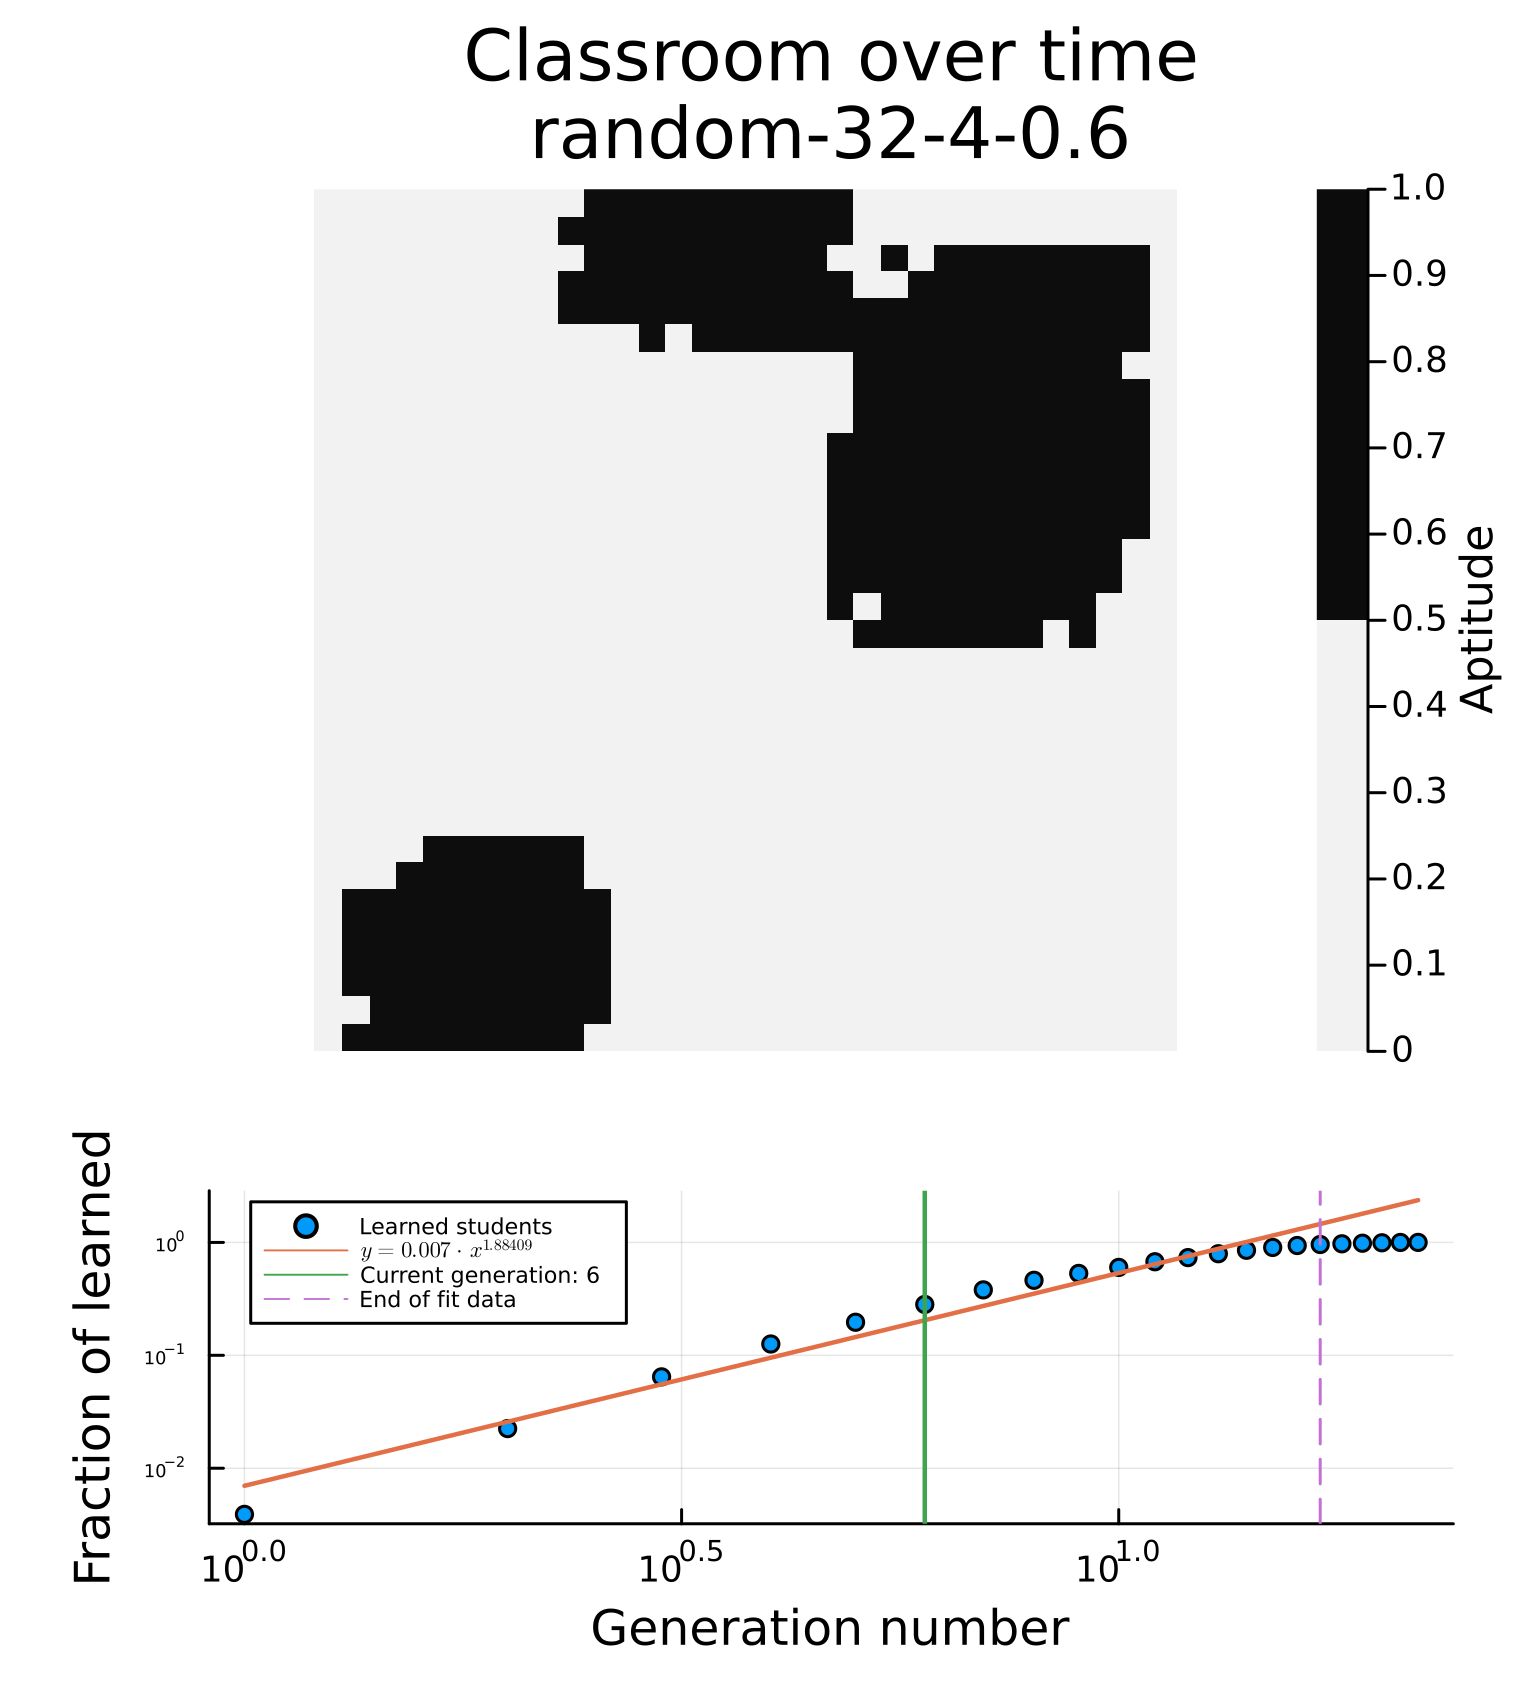 Classroom over time
random-32-4-0.6
1.0
0.9
0.8
0.7
0.6
0.5
0.4
0.3
0.2
0.1
0
Aptitude
Fraction of learned
10⁰
10⁻¹
10⁻²
Learned students
y = 0.007 · x^1.88409
Current generation: 6
End of fit data
10^0.0
10^0.5
10^1.0
Generation number